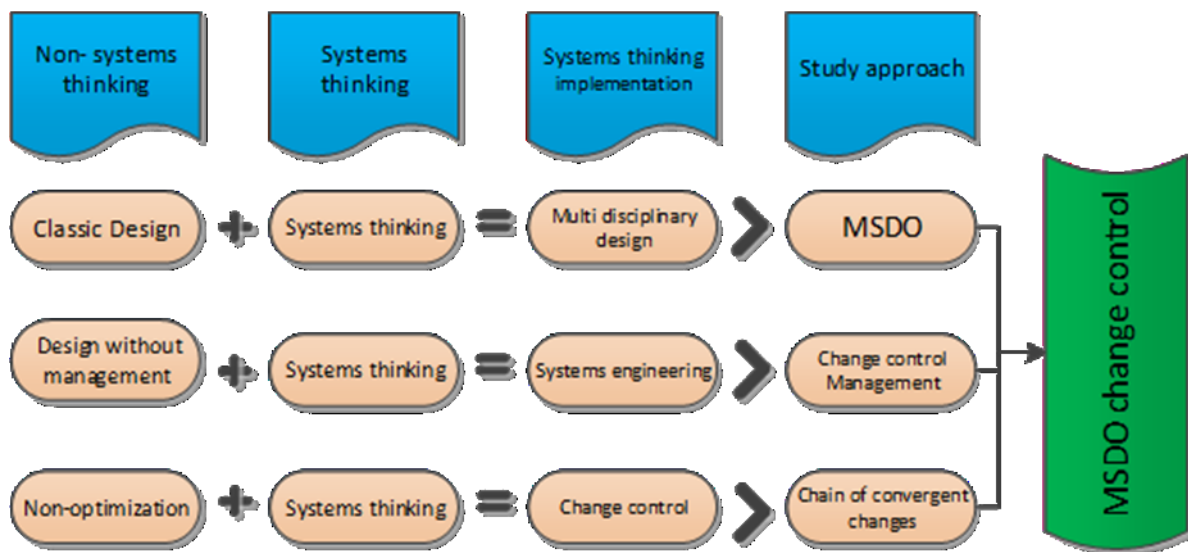 Non- systems
thinking
Systems
thinking
Systems thinking
implementation
Study approach
Classic Design
Systems thinking
Multi disciplinary
design
MSDO
Design without
management
Systems thinking
Systems engineering
Change control
Management
Non-optimization
Systems thinking
Change control
Chain of convergent
changes
MSDO change control